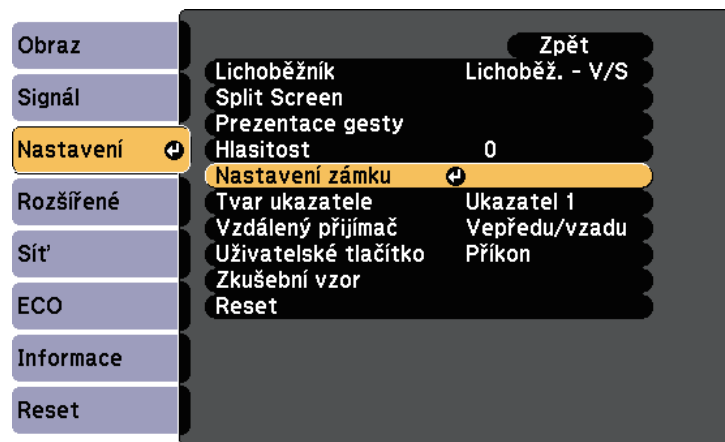 Obraz
Signál
Nastavení
Rozšířené
Síť
ECO
Informace
Reset
Zpět
Lichoběžník Lichoběž. - V/S
Split Screen
Prezentace gesty
Hlasitost 0
Nastavení zámku
Tvar ukazatele Ukazatel 1
Vzdálený přijímač Vepředu/vzadu
Uživatelské tlačítko Příkon
Zkušební vzor
Reset